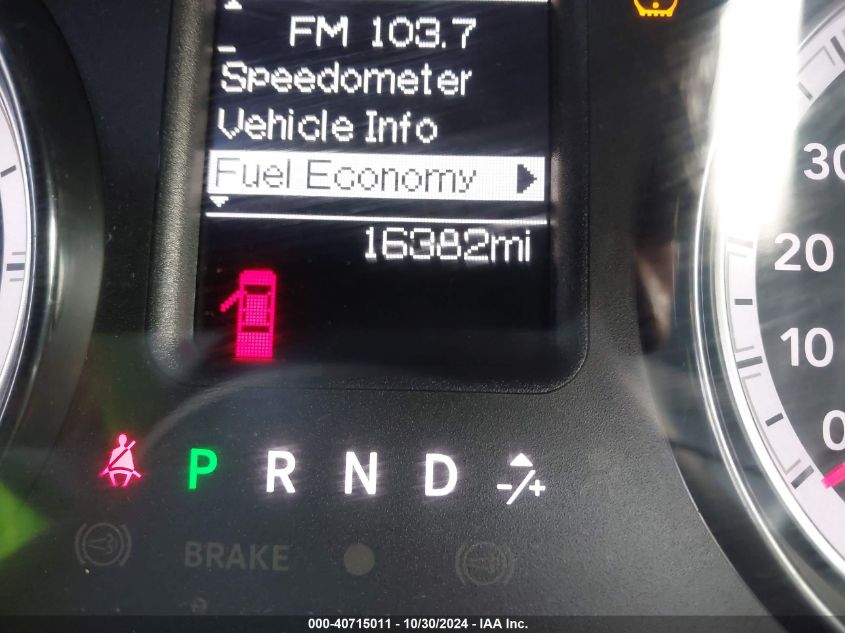 FM 103.7
Speedometer
Vehicle Info
Fuel Economy
16382mi
30
20
10
0
P R N D -/+
BRAKE
000-40715011 - 10/30/2024 - IAA Inc.